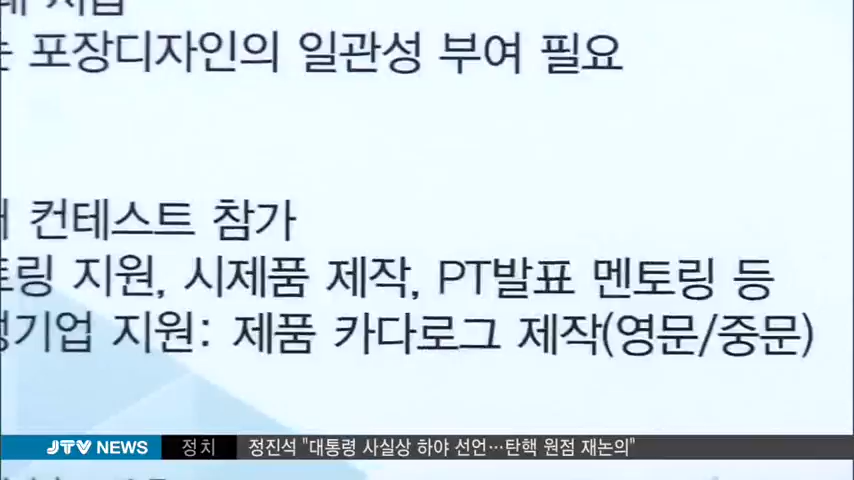 포장디자인의 일관성 부여 필요
컨테스트 참가
토링 지원, 시제품 제작, PT발표 멘토링 등
기업 지원: 제품 카다로그 제작(영문/중문)
JTV NEWS 정치 정진석 "대통령 사실상 하야 선언…탄핵 원점 재논의"